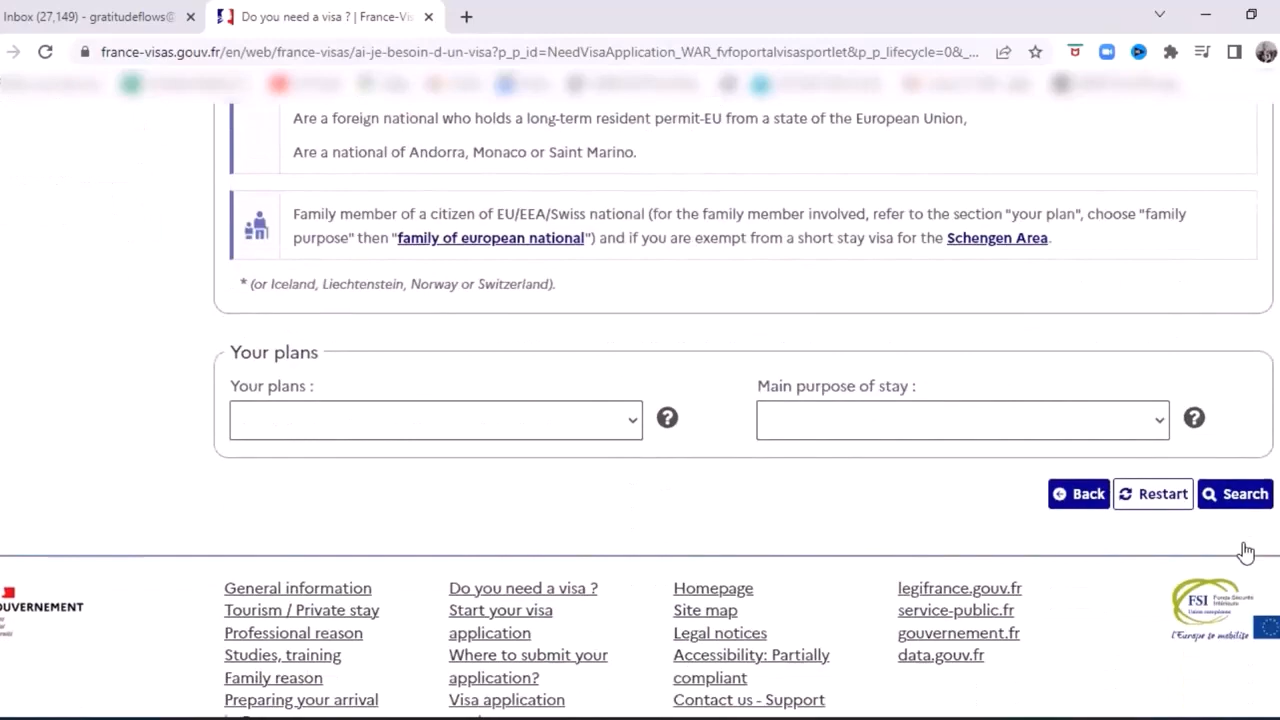 Inbox (27,149) - gratitudeflows@
Do you need a visa ? | France-Vis
france-visas.gouv.fr/en/web/france-visas/ai-je-besoin-d-un-visa?p_p_id=NeedVisaApplication_WAR_fvfoportalvisasportlet&p_p_lifecycle=0&_...
Are a foreign national who holds a long-term resident permit-EU from a state of the European Union,
Are a national of Andorra, Monaco or Saint Marino.
Family member of a citizen of EU/EEA/Swiss national (for the family member involved, refer to the section "your plan", choose "family
purpose" then "family of european national") and if you are exempt from a short stay visa for the Schengen Area.
* (or Iceland, Liechtenstein, Norway or Switzerland).
Your plans
Your plans :
Main purpose of stay :
Back
Restart
Search
OUVERNEMENT
General information
Tourism / Private stay
Professional reason
Studies, training
Family reason
Preparing your arrival
Do you need a visa ?
Start your visa
application
Where to submit your
application?
Visa application
Homepage
Site map
Legal notices
Accessibility: Partially
compliant
Contact us - Support
legifrance.gouv.fr
service-public.fr
gouvernement.fr
data.gouv.fr
FSI
Fonds Sécurité
Intérieure
Union européenne
l'Europe se mobilise